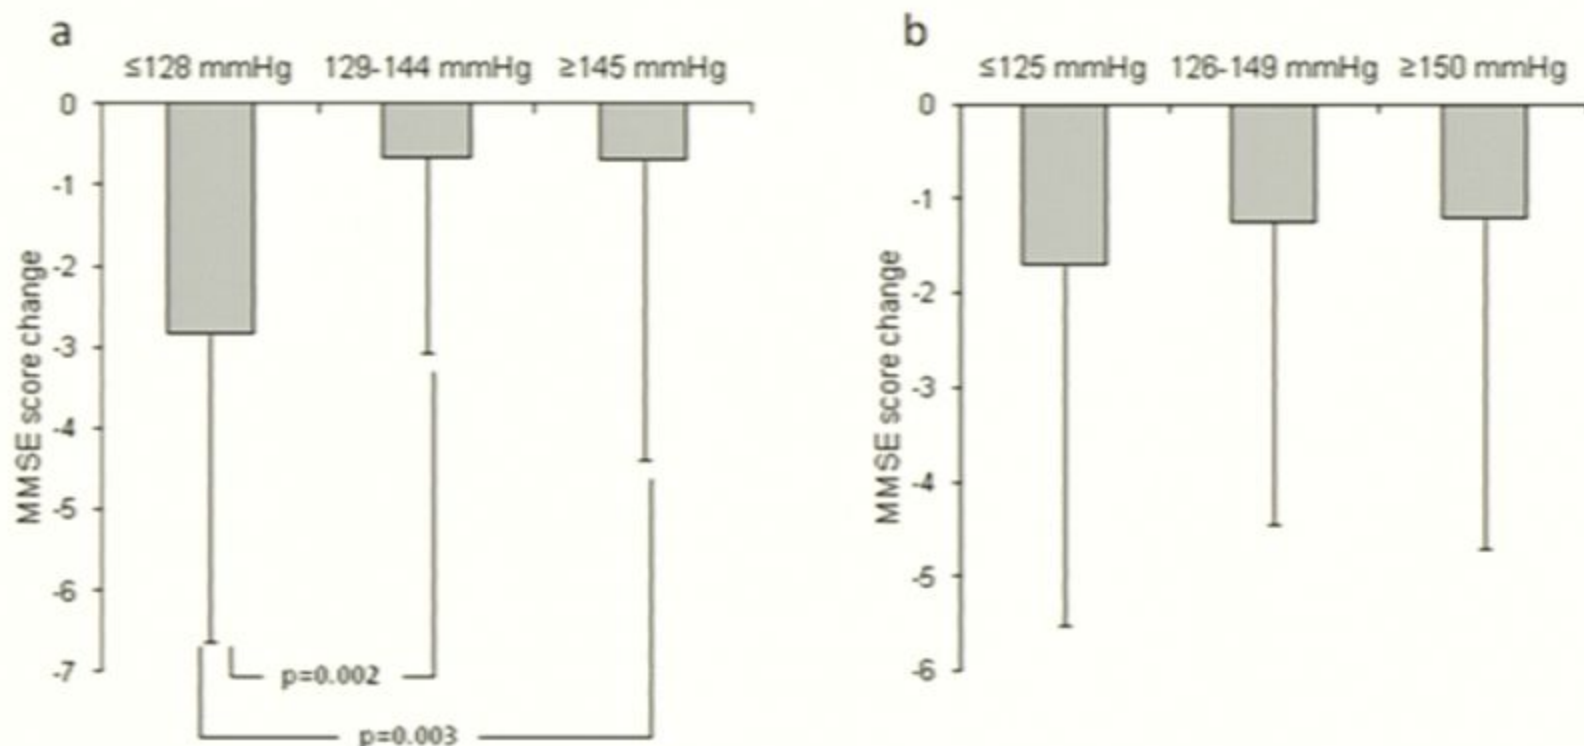 a
≤128 mmHg 129-144 mmHg ≥145 mmHg
0
-1
-2
-3
-4
-5
-6
-7
MMSE score change
p=0.002
p=0.003
b
≤125 mmHg 126-149 mmHg ≥150 mmHg
0
-1
-2
-3
-4
-5
-6
MMSE score change